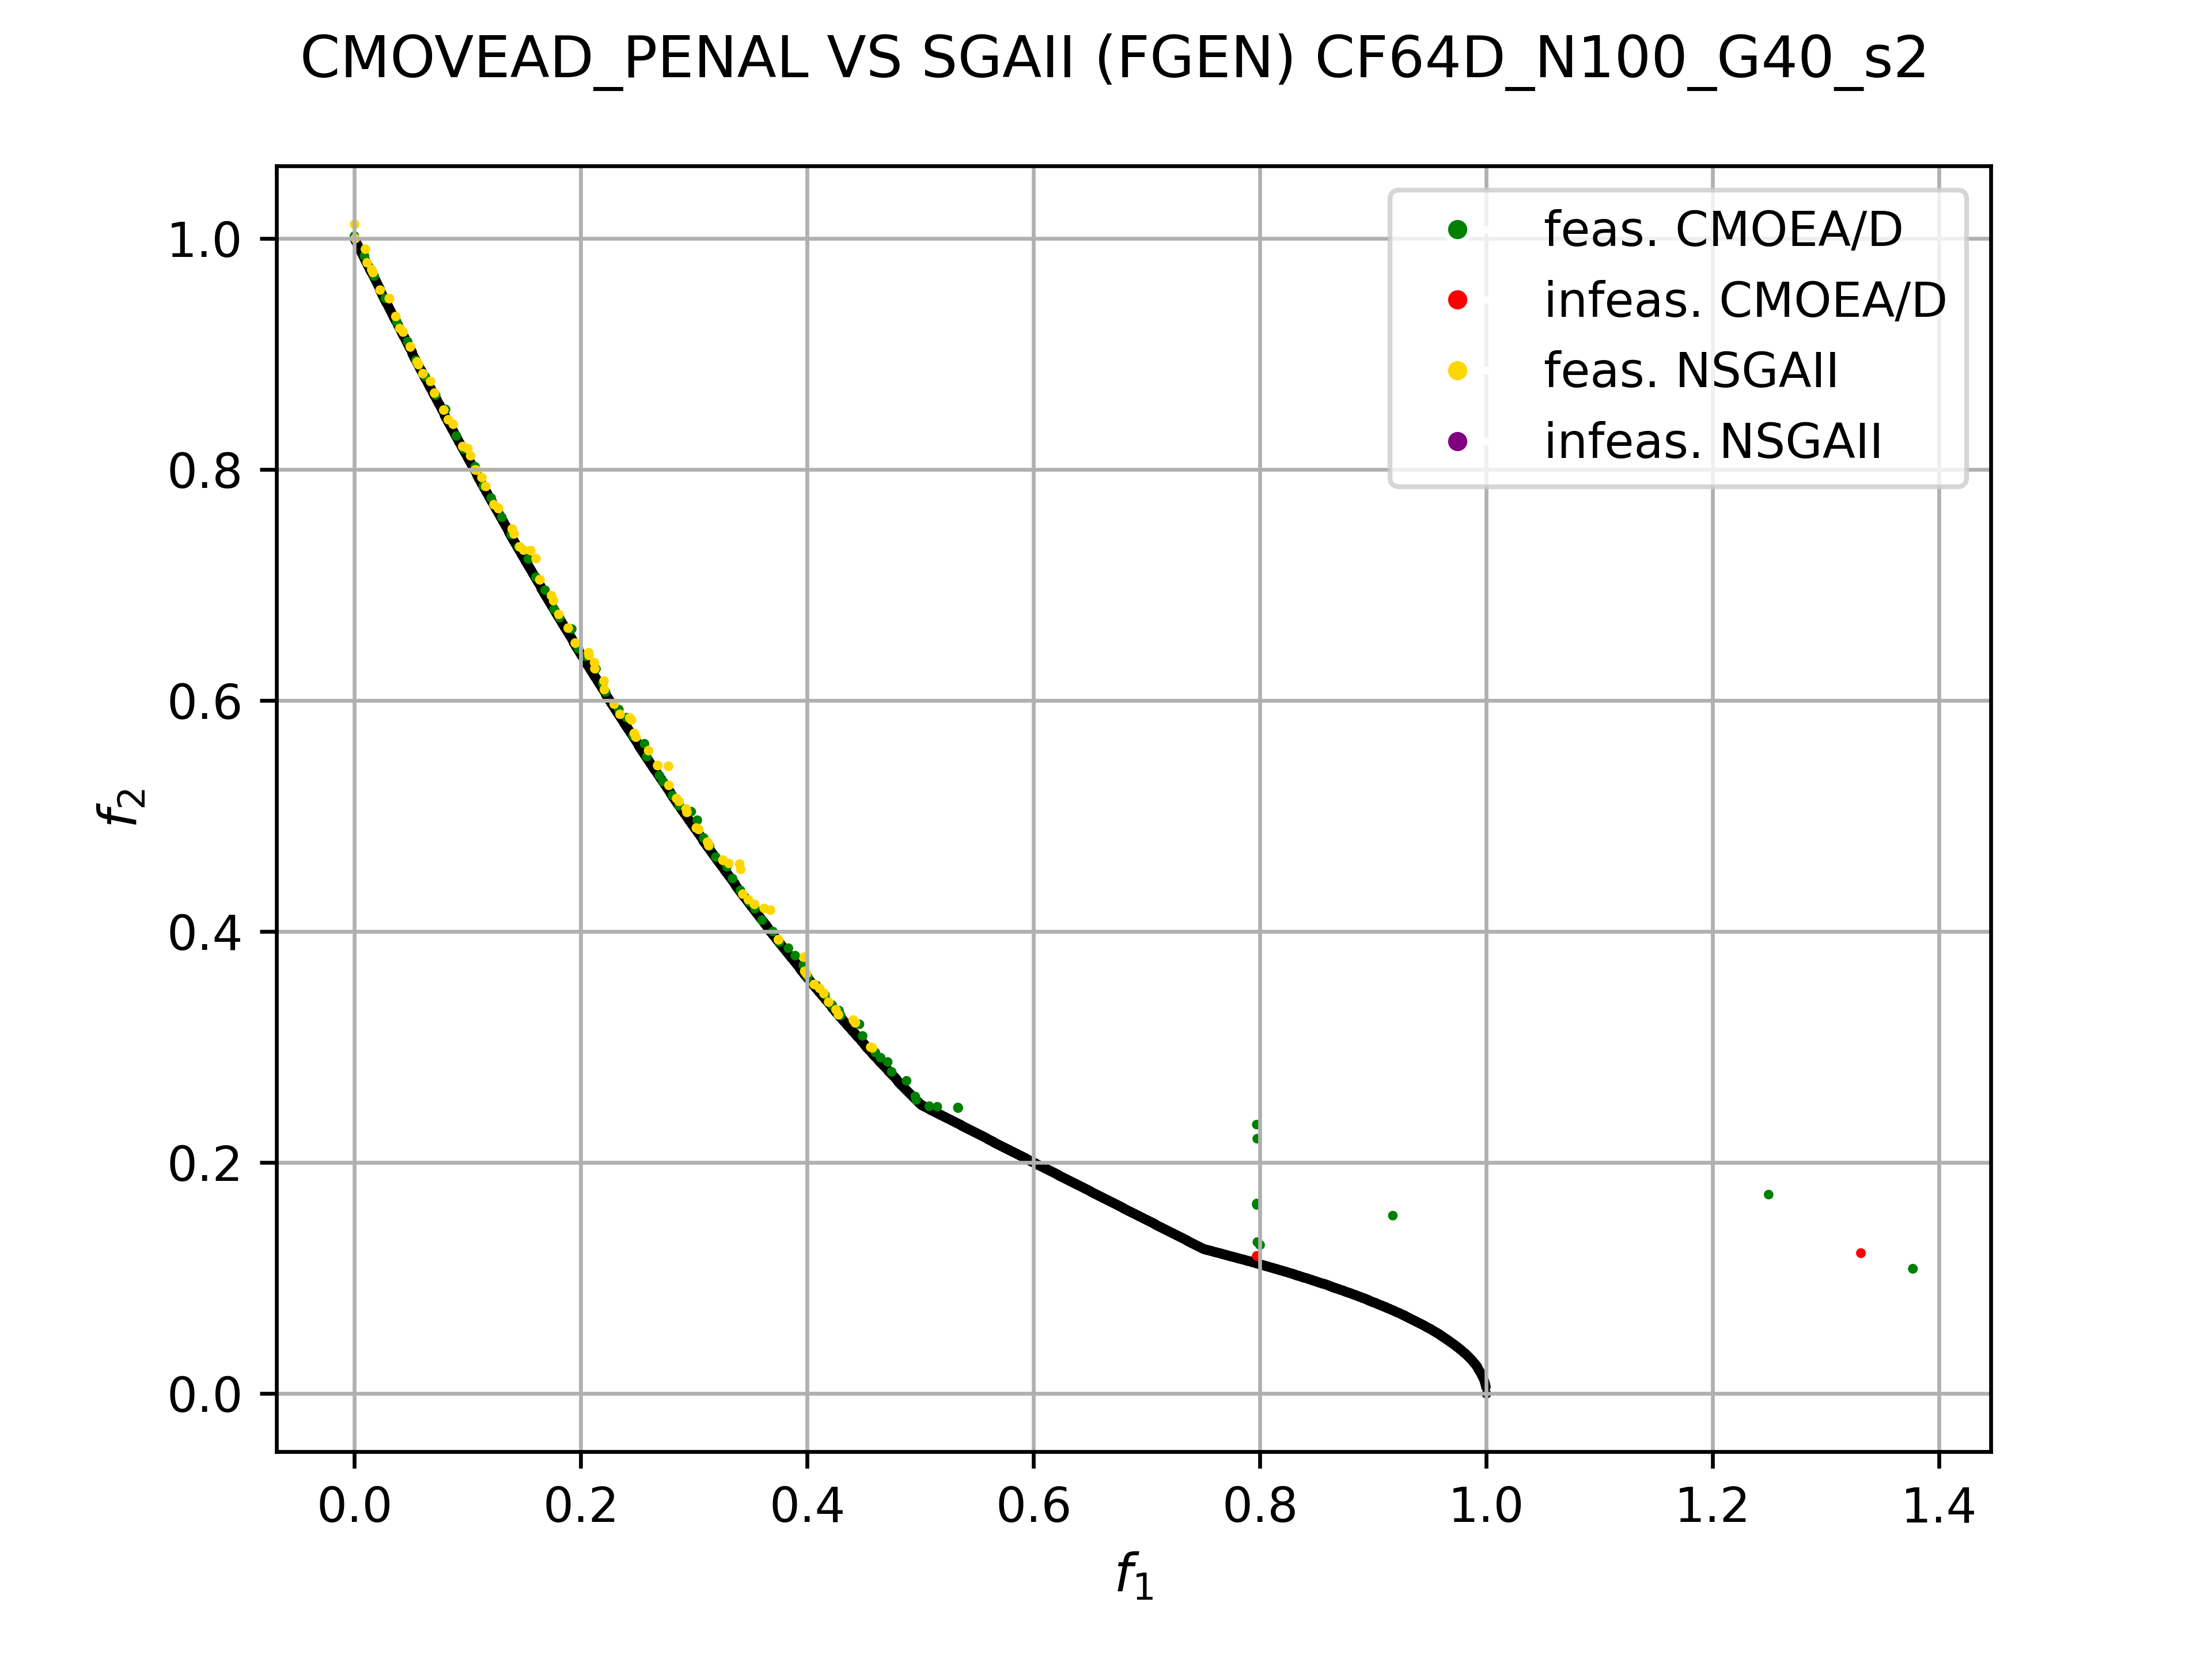 CMOVEAD_PENAL VS SGAII (FGEN) CF64D_N100_G40_s2
feas. CMOEA/D
infeas. CMOEA/D
feas. NSGAII
infeas. NSGAII
1.0
0.8
0.6
0.4
0.2
0.0
f2
0.0 0.2 0.4 0.6 0.8 1.0 1.2 1.4
f1